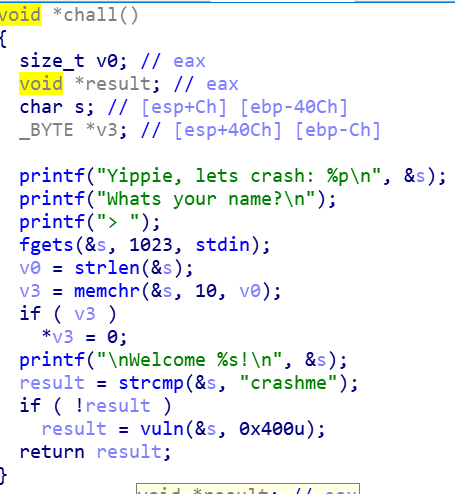 void *chall()
{
size_t v0; // eax
void *result; // eax
char s; // [esp+Ch] [ebp-40Ch]
_BYTE *v3; // [esp+40Ch] [ebp-Ch]
printf("Yippie, lets crash: %p\n", &s);
printf("Whats your name?\n");
printf("> ");
fgets(&s, 1023, stdin);
v0 = strlen(&s);
v3 = memchr(&s, 10, v0);
if ( v3 )
*v3 = 0;
printf("\nWelcome %s!\n", &s);
result = strcmp(&s, "crashme");
if ( !result )
result = vuln(&s, 0x400u);
return result;
}
void *result; // eax